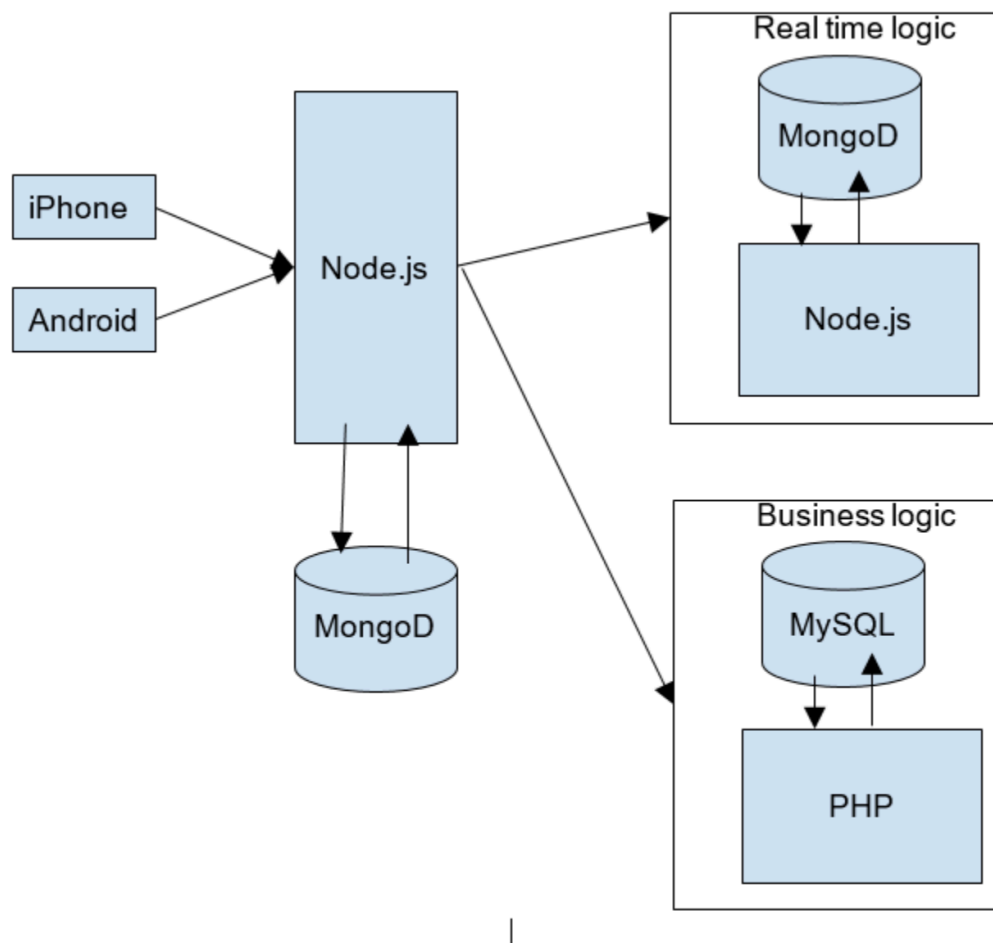 iPhone
Android
Node.js
MongoD
Real time logic
MongoD
Node.js
Business logic
MySQL
PHP